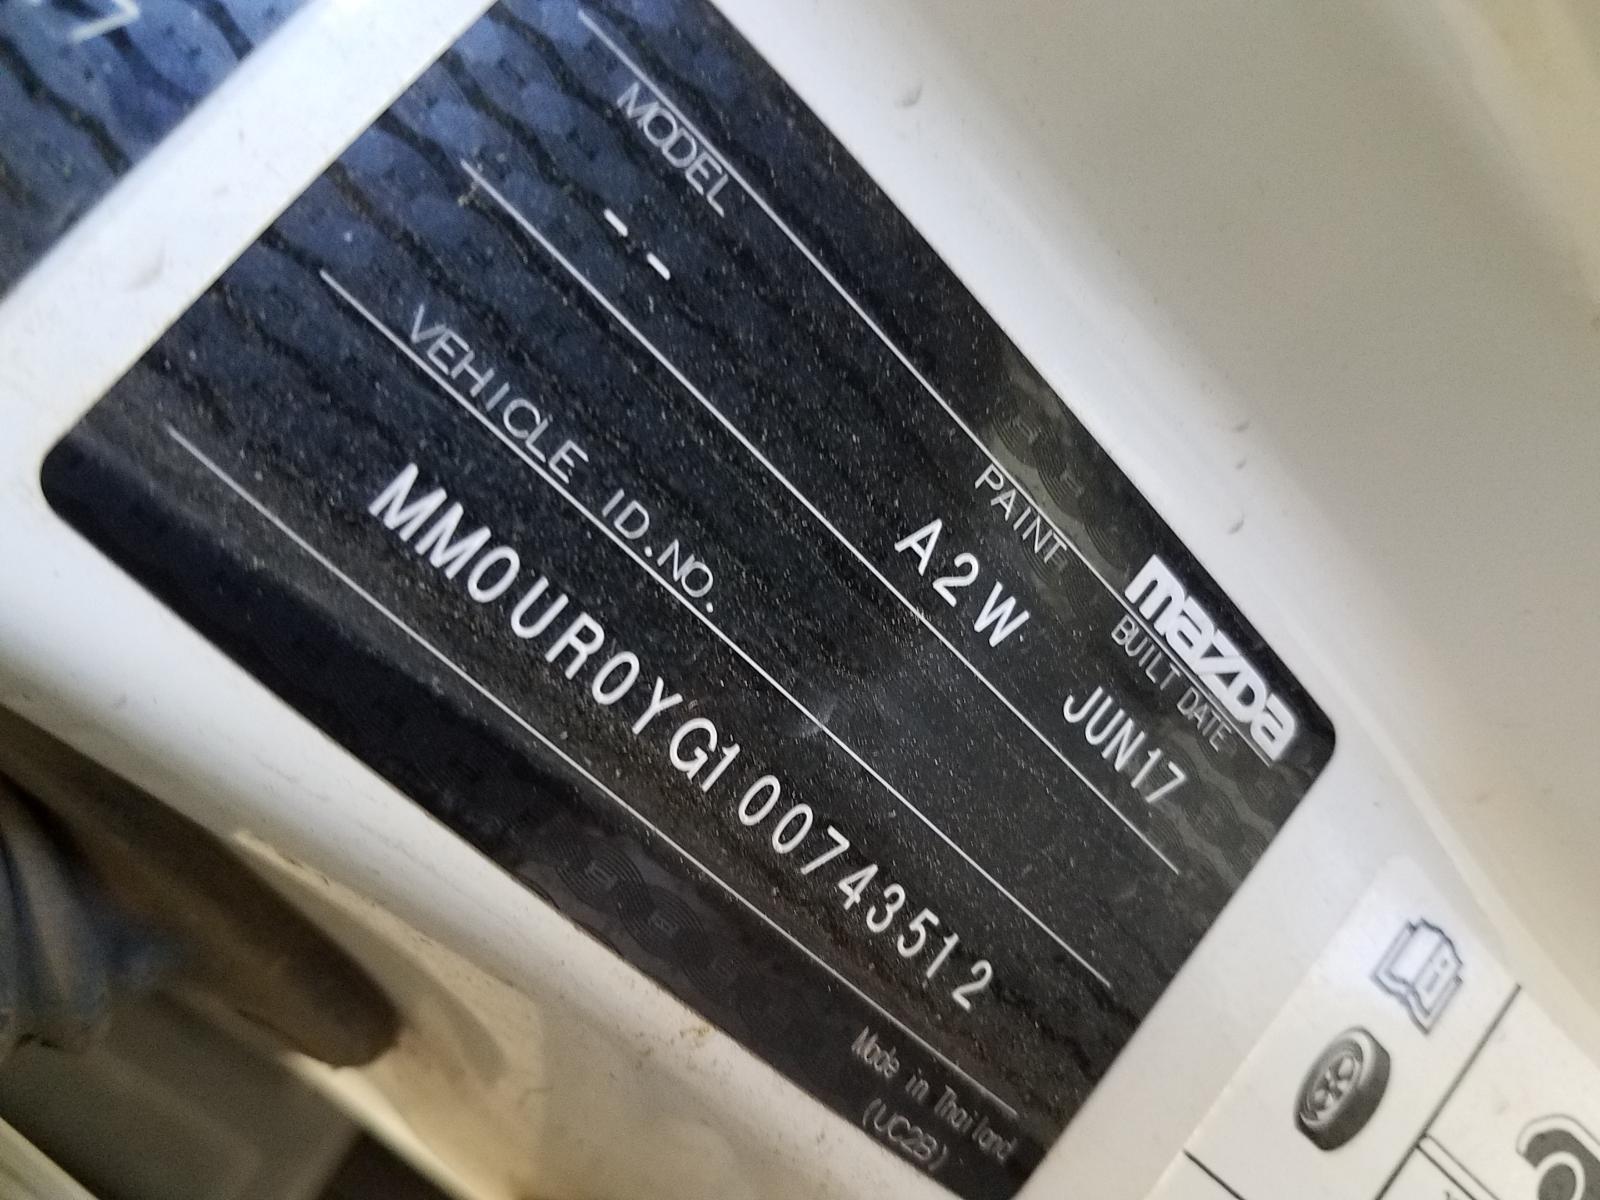 mazda
MODEL PAINT BUILT DATE
-- A2W JUN17
VEHICLE ID.NO.
MM0UR0YG100743512
Made in Thailand
(UC2B)